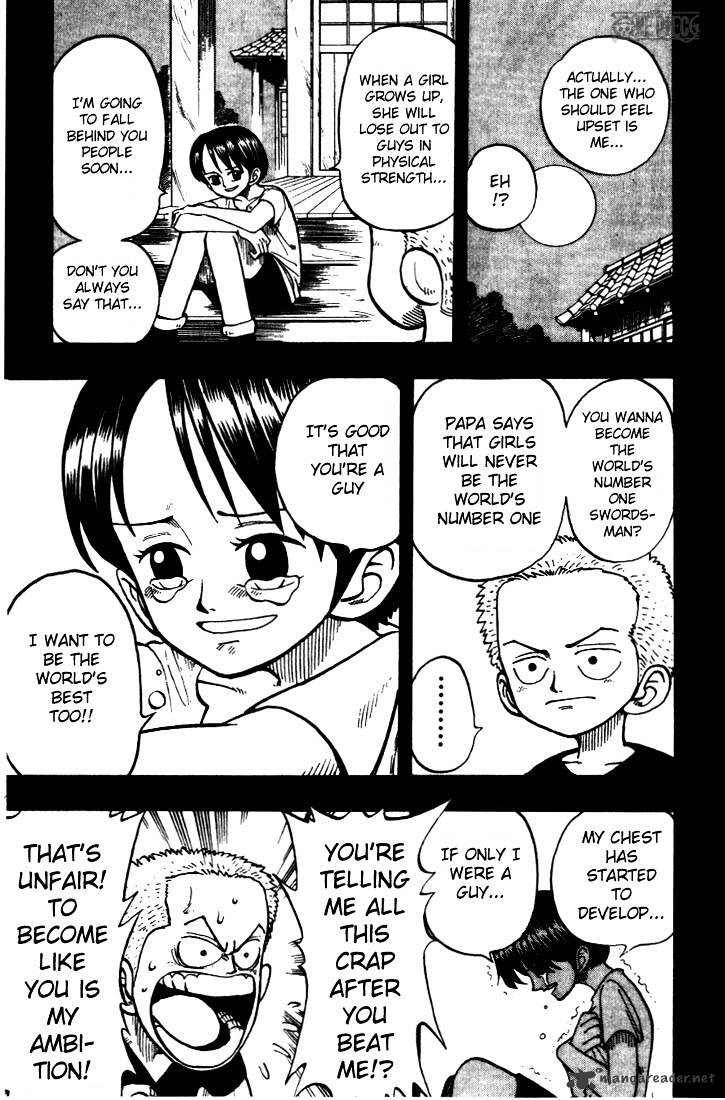 ACTUALLY...
THE ONE WHO
SHOULD FEEL
UPSET IS
ME...
EH
!?
WHEN A GIRL
GROWS UP,
SHE WILL
LOSE OUT TO
GUYS IN
PHYSICAL
STRENGTH...
I'M GOING
TO FALL
BEHIND YOU
PEOPLE
SOON...
DON'T YOU
ALWAYS
SAY THAT...
YOU WANNA
BECOME
THE
WORLD'S
NUMBER
ONE
SWORDS-
MAN?
PAPA SAYS
THAT GIRLS
WILL NEVER
BE THE
WORLD'S
NUMBER ONE
........
IT'S GOOD
THAT
YOU'RE A
GUY
I WANT TO
BE THE
WORLD'S
BEST
TOO!!
MY CHEST
HAS
STARTED
TO
DEVELOP...
IF ONLY I
WERE A
GUY...
YOU'RE
TELLING
ME ALL
THIS
CRAP
AFTER
YOU
BEAT
ME!?
THAT'S
UNFAIR!
TO
BECOME
LIKE
YOU IS
MY
AMBI-
TION!
mangareader.net